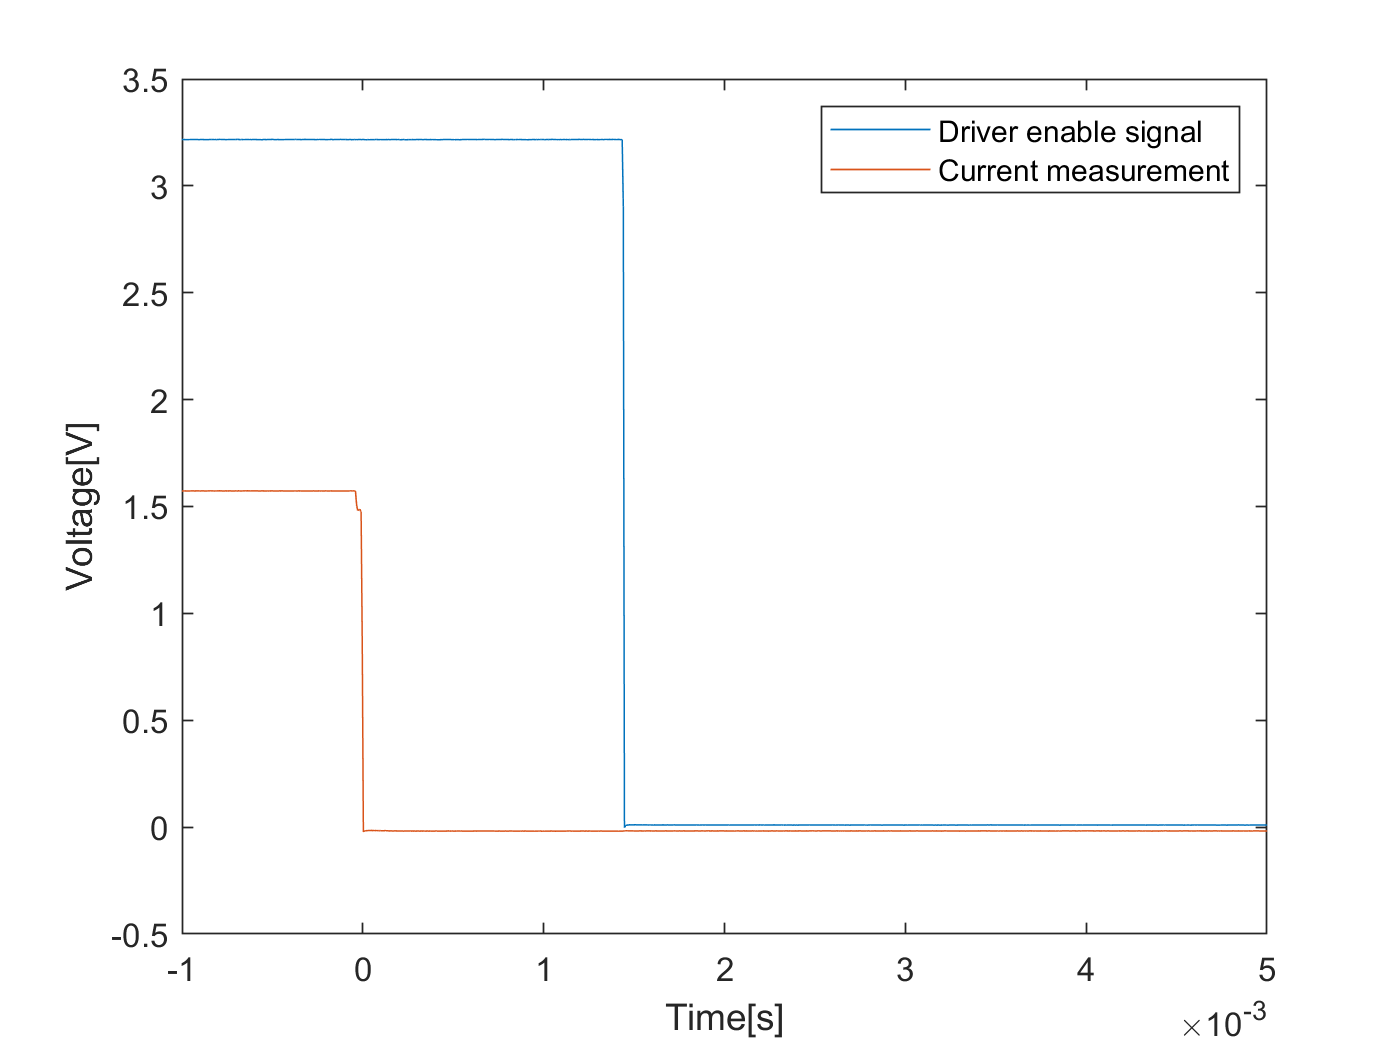 3.5
3
2.5
2
1.5
1
0.5
0
-0.5
Voltage[V]
Driver enable signal
Current measurement
-1 0 1 2 3 4 5
Time[s]
×10-3